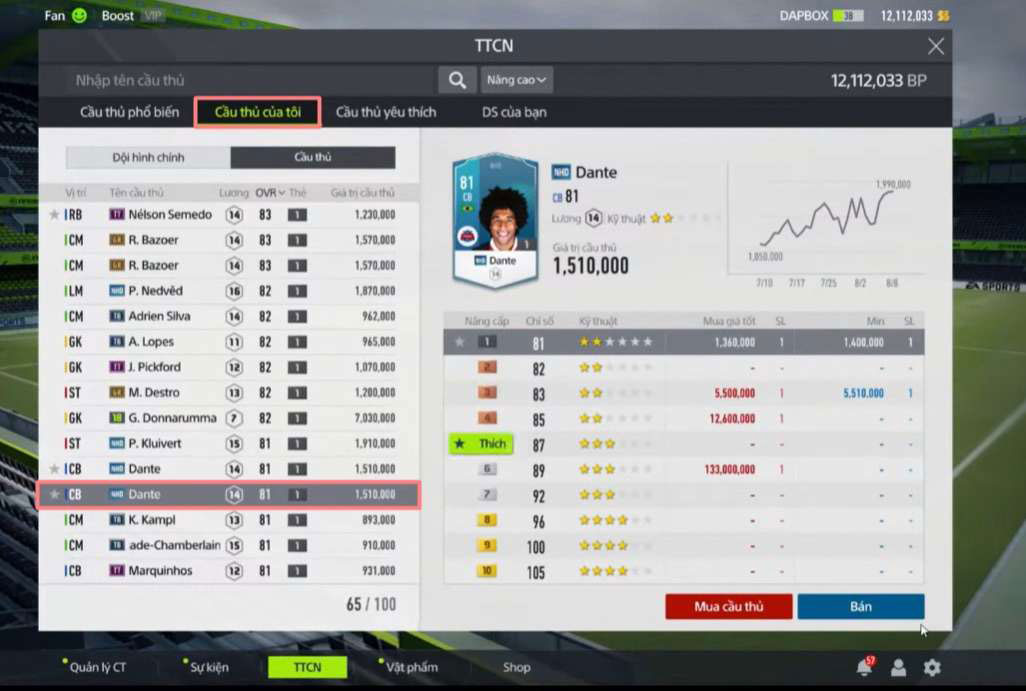 Fan Boost VIP DAPBOX 38 12,112,033
TTCN
Nhập tên cầu thủ Nâng cao 12,112,033 BP
Cầu thủ phổ biến Cầu thủ của tôi Cầu thủ yêu thích DS của bạn
Đội hình chính Cầu thủ
Vị trí Tên cầu thủ Lương OVR Thẻ Giá trị cầu thủ
RB Nélson Semedo 14 83 1 1,230,000
CM R. Bazoer 14 83 1 1,570,000
CM R. Bazoer 14 83 1 1,570,000
LM NHD P. Nedvěd 16 82 1 1,870,000
CM Adrien Silva 14 82 1 962,000
GK A. Lopes 11 82 1 965,000
GK J. Pickford 12 82 1 1,070,000
ST M. Destro 13 82 1 1,200,000
GK G. Donnarumma 7 82 1 7,030,000
ST NHD P. Kluivert 15 81 1 1,910,000
CB NHD Dante 14 81 1 1,510,000
CB NHD Dante 14 81 1 1,510,000
CM K. Kampl 13 81 1 893,000
CM ade-Chamberlain 15 81 1 910,000
CB Marquinhos 12 81 1 931,000
65 / 100
81
CB
1
NHD Dante
14
NHD Dante
CB 81
Lương 14 Kỹ thuật
Giá trị cầu thủ
1,510,000
1,990,000
1,050,000
7/10 7/17 7/25 8/2 8/8
EA SPORTS
Nâng cấp Chỉ số Kỹ thuật Mua giá tốt SL Min SL
1 81 1,360,000 1 1,400,000 1
2 82 - - - -
3 83 5,500,000 1 5,510,000 1
4 85 12,600,000 1 - -
Thích 87 - - - -
6 89 133,000,000 1 - -
7 92 - - - -
8 96 - - - -
9 100 - - - -
10 105 - - - -
Mua cầu thủ Bán
Quản lý CT Sự kiện TTCN Vật phẩm Shop 57